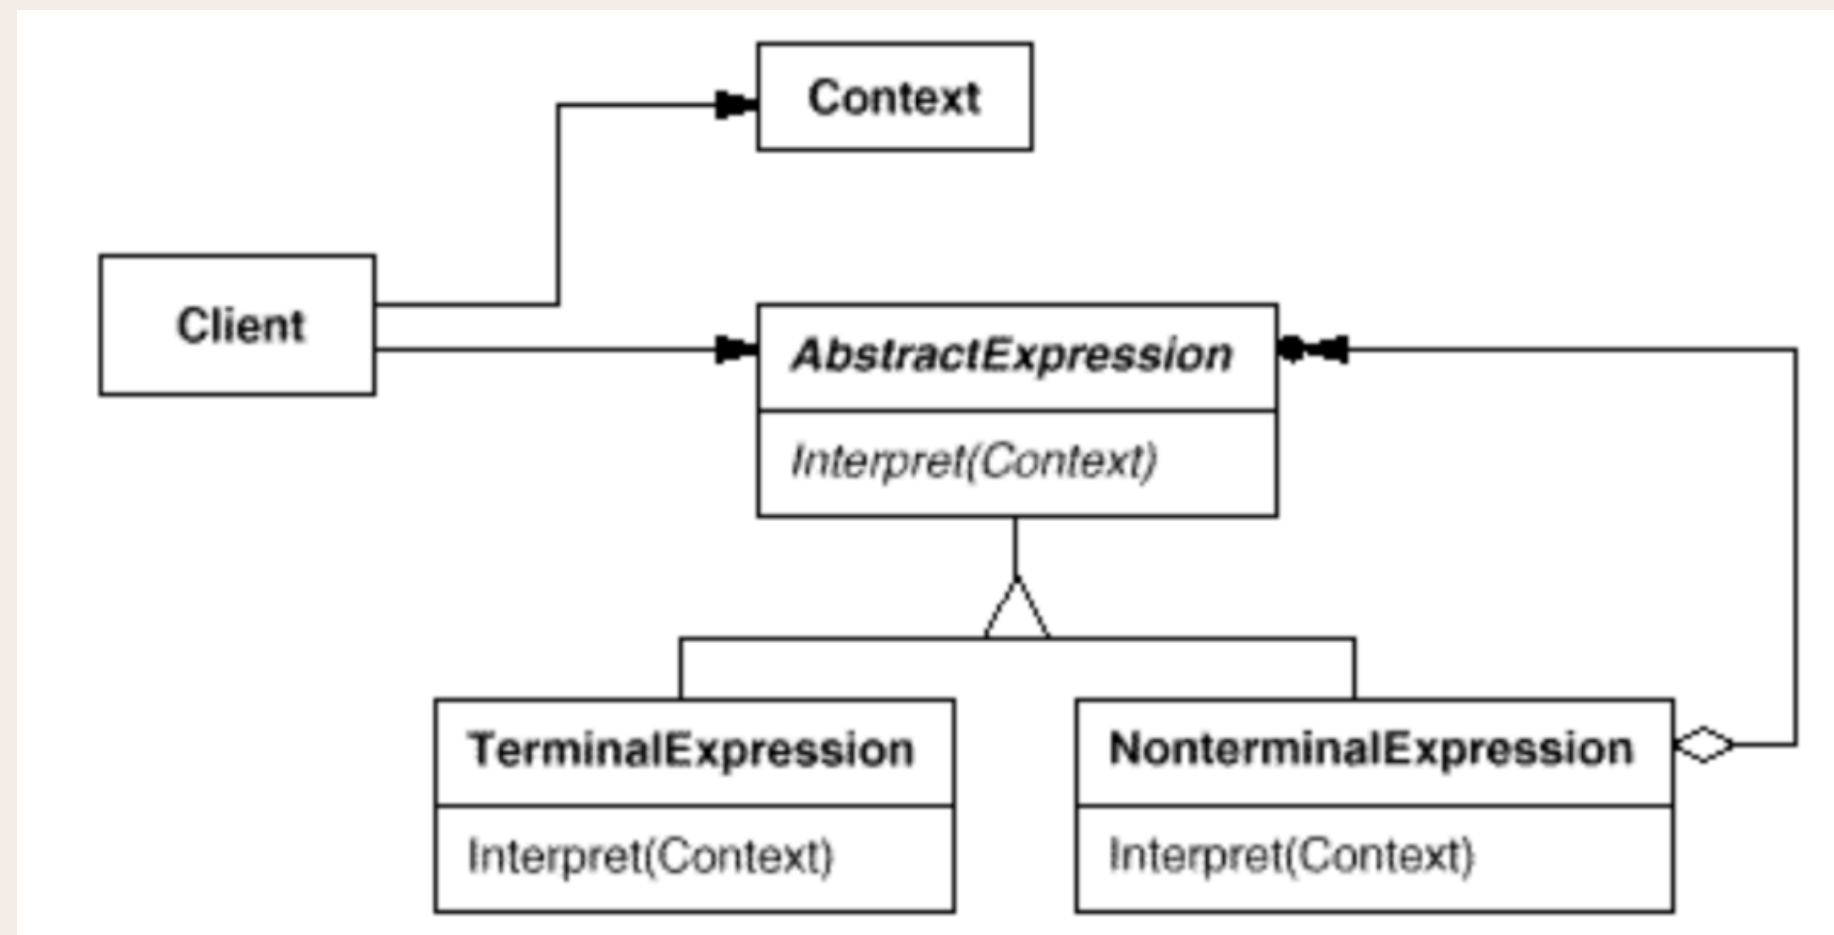 Context
Client
AbstractExpression
Interpret(Context)
TerminalExpression
Interpret(Context)
NonterminalExpression
Interpret(Context)